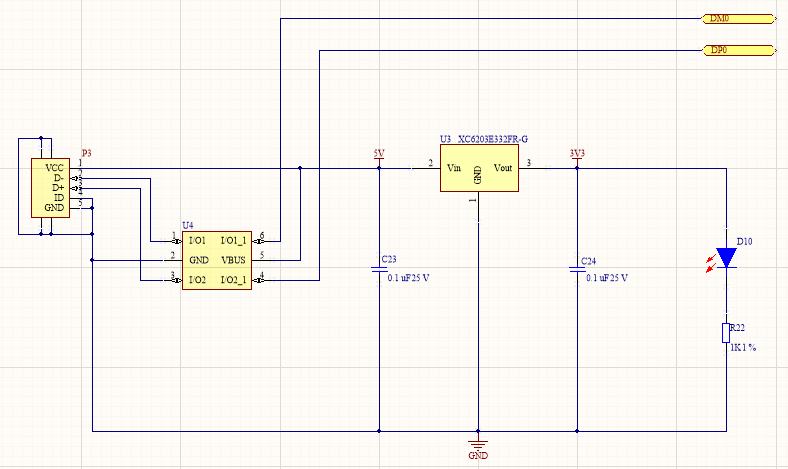 DM0
DP0
U3 XC6203E332FR-G
P3
5V
3V3
VCC 1
D- 2
D+ 3
ID 4
GND 5
2 Vin
Vout 3
GND
1
U4
1 I/O1
I/O1_1 6
2 GND
VBUS 5
3 I/O2
I/O2_1 4
C23
0.1 uF25 V
C24
0.1 uF25 V
D10
R22
1K1 %
GND